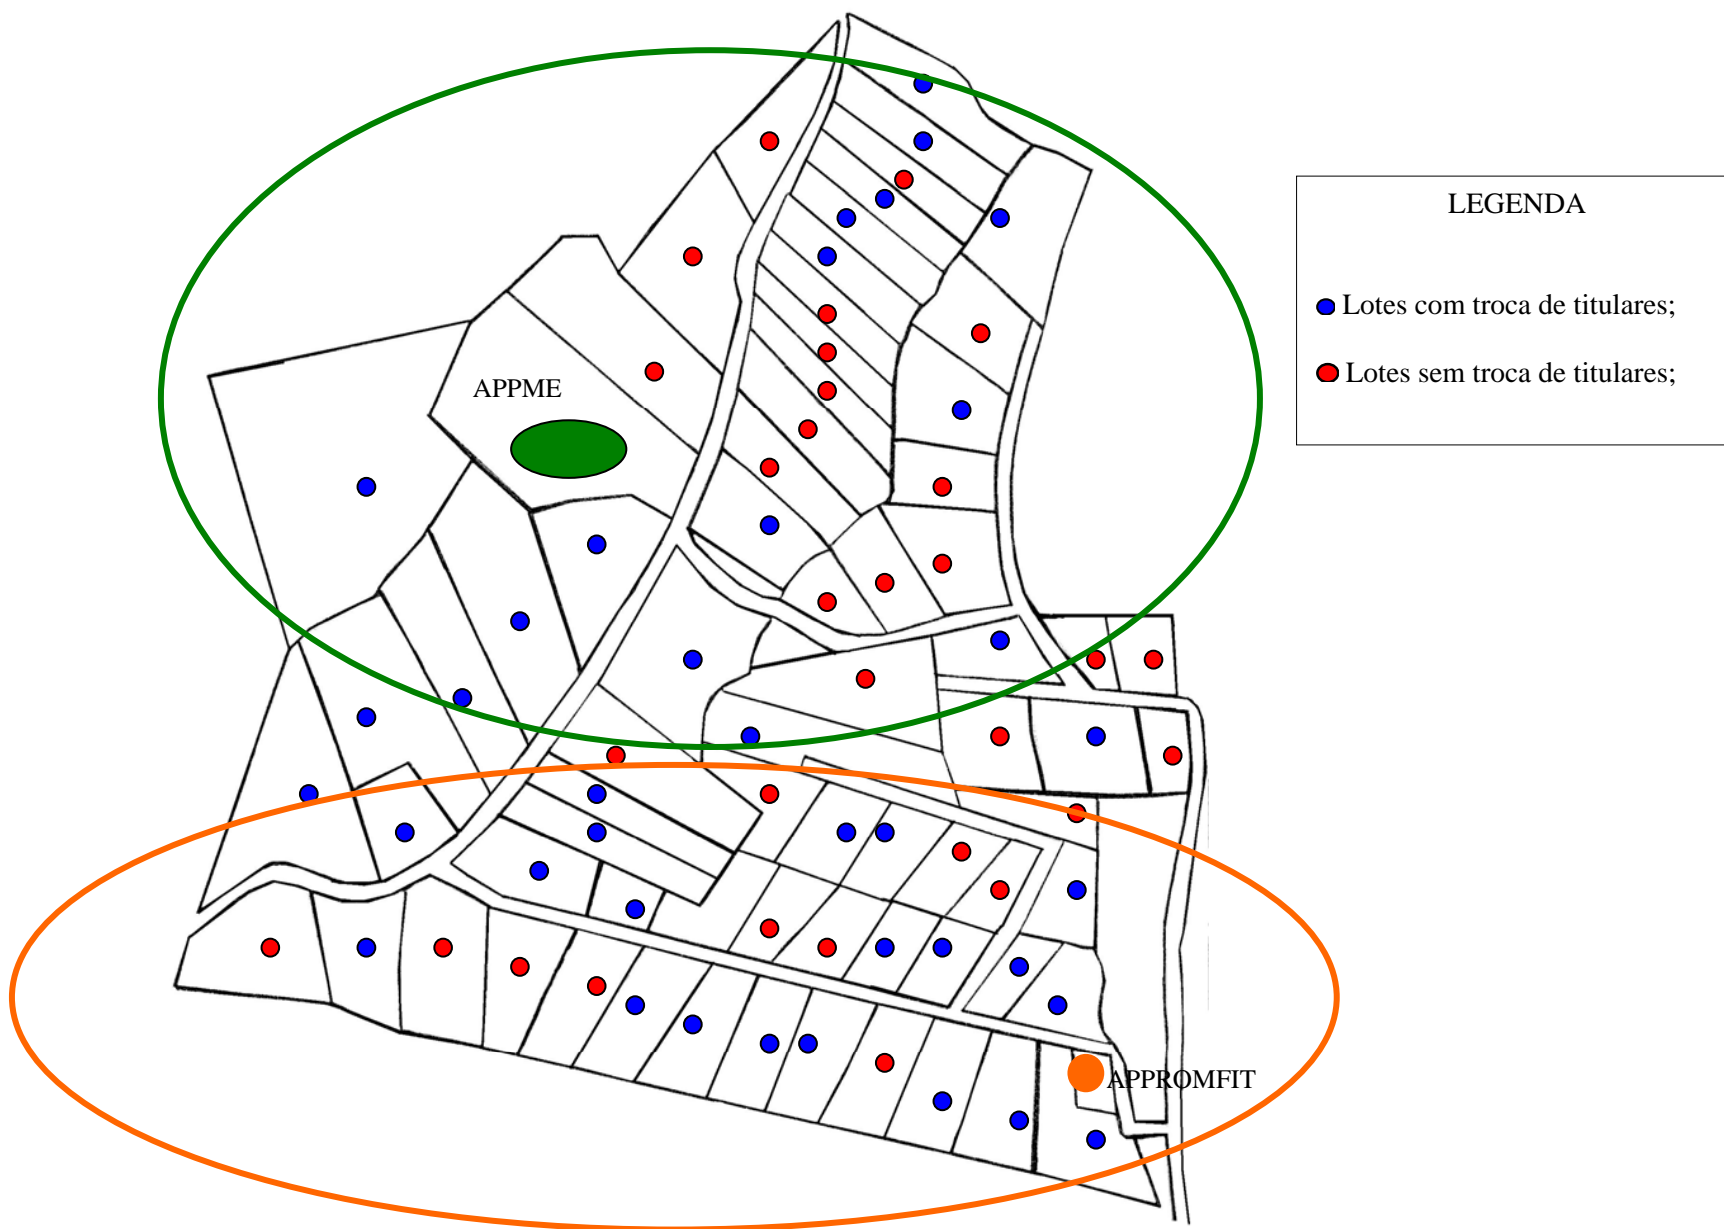 LEGENDA
Lotes com troca de titulares;
Lotes sem troca de titulares;
APPME
APPROMFIT